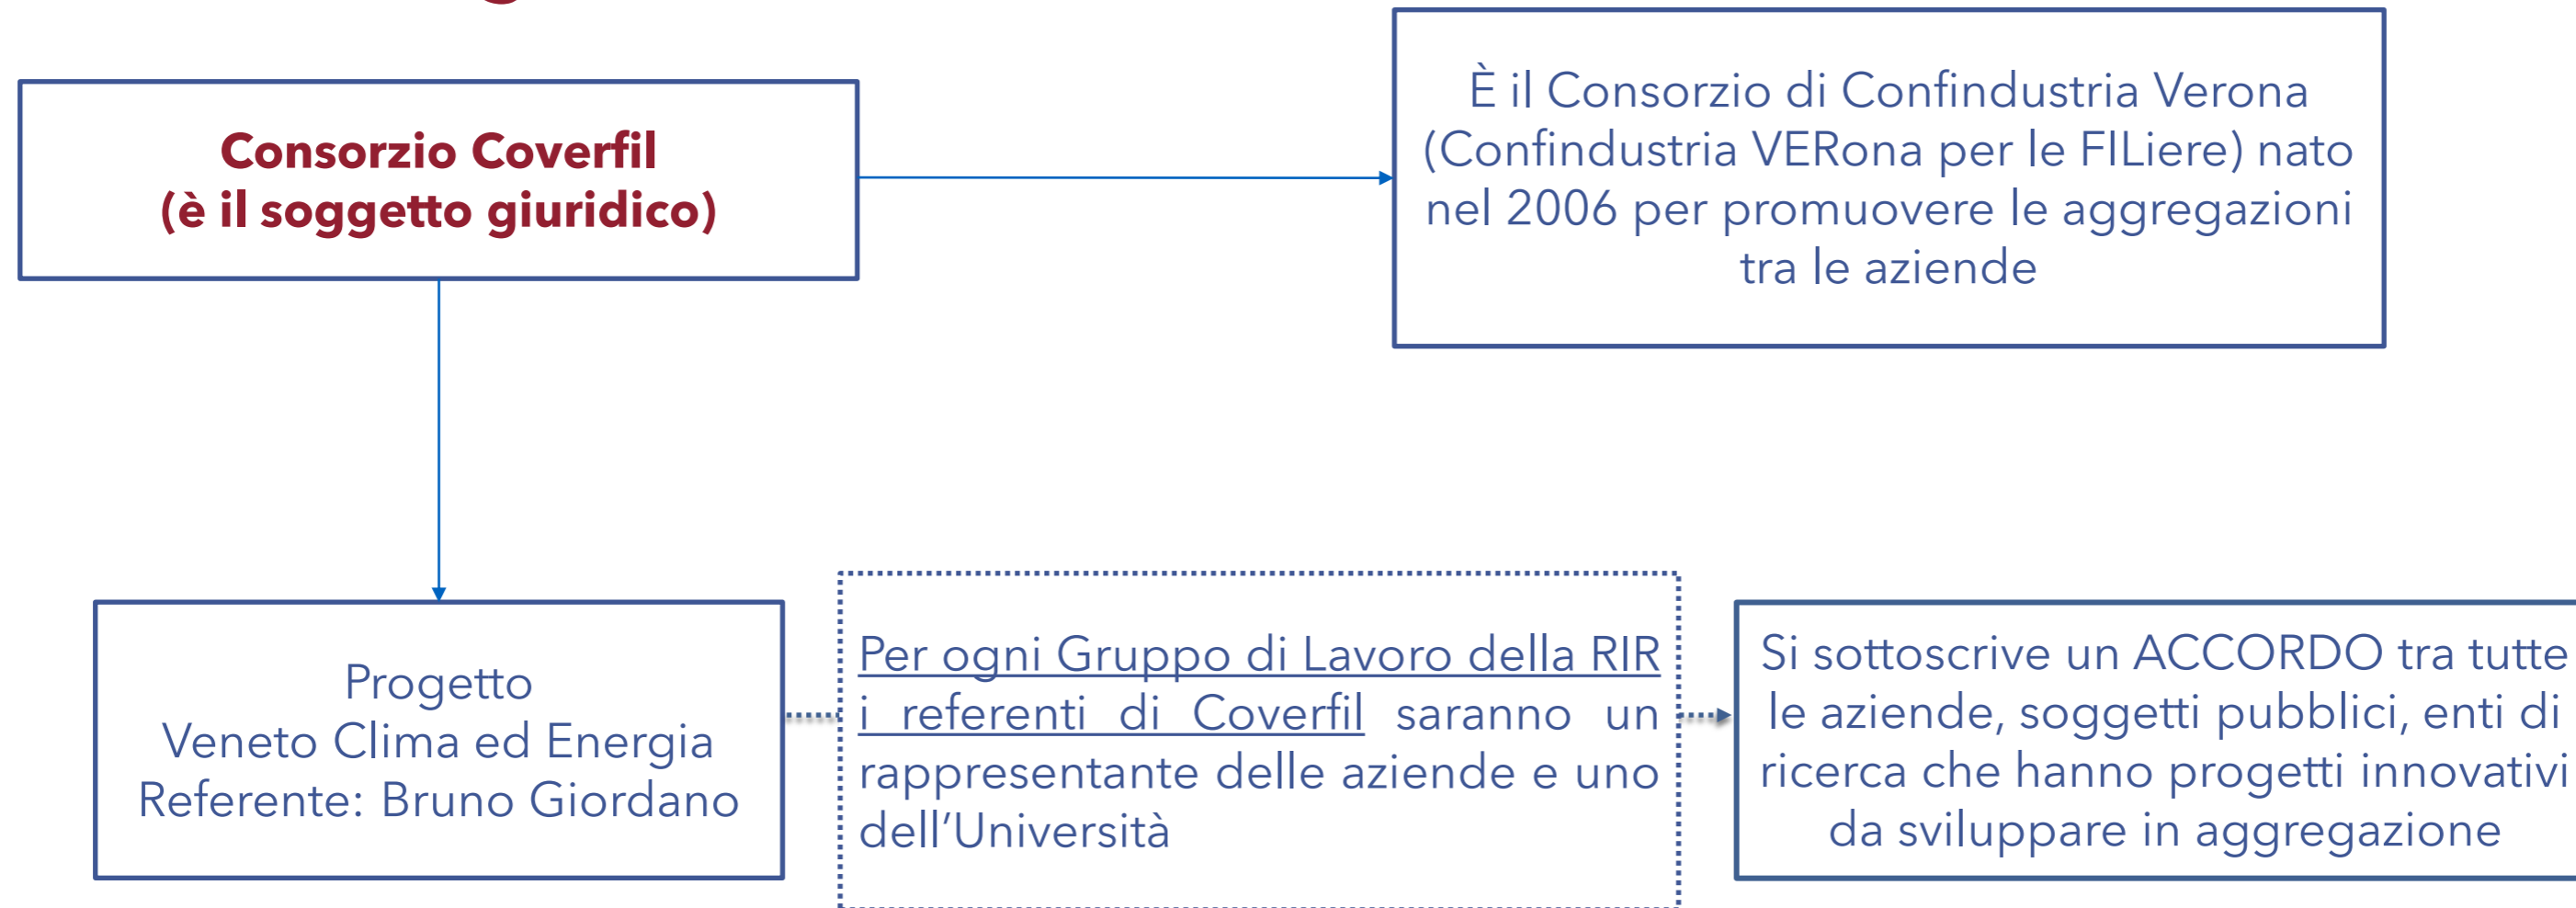 Consorzio Coverfil
(è il soggetto giuridico)
È il Consorzio di Confindustria Verona
(Confindustria VERona per le FILiere) nato
nel 2006 per promuovere le aggregazioni
tra le aziende
Progetto
Veneto Clima ed Energia
Referente: Bruno Giordano
Per ogni Gruppo di Lavoro della RIR
i referenti di Coverfil saranno un
rappresentante delle aziende e uno
dell’Università
Si sottoscrive un ACCORDO tra tutte
le aziende, soggetti pubblici, enti di
ricerca che hanno progetti innovativi
da sviluppare in aggregazione